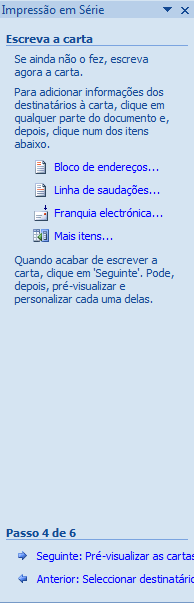 Impressão em Série
Escreva a carta
Se ainda não o fez, escreva
agora a carta.
Para adicionar informações dos
destinatários à carta, clique em
qualquer parte do documento e,
depois, clique num dos itens
abaixo.
Bloco de endereços...
Linha de saudações...
Franquia electrónica...
Mais itens...
Quando acabar de escrever a
carta, clique em 'Seguinte'. Pode,
depois, pré-visualizar e
personalizar cada uma delas.
Passo 4 de 6
Seguinte: Pré-visualizar as cartas
Anterior: Seleccionar destinatário